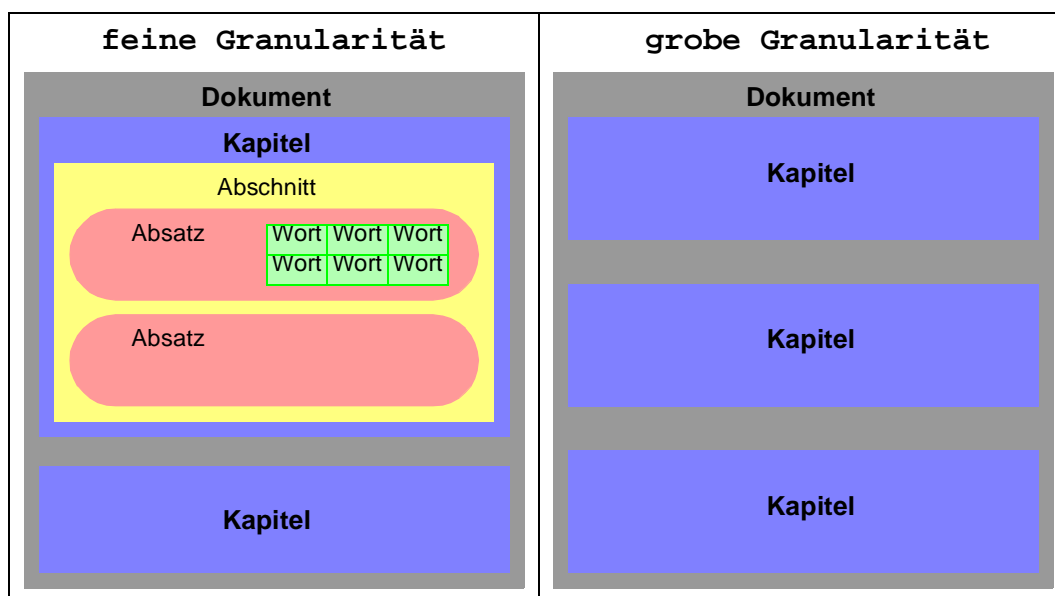 feine Granularität
Dokument
Kapitel
Abschnitt
Absatz
Wort Wort Wort
Wort Wort Wort
Absatz
Kapitel
grobe Granularität
Dokument
Kapitel
Kapitel
Kapitel